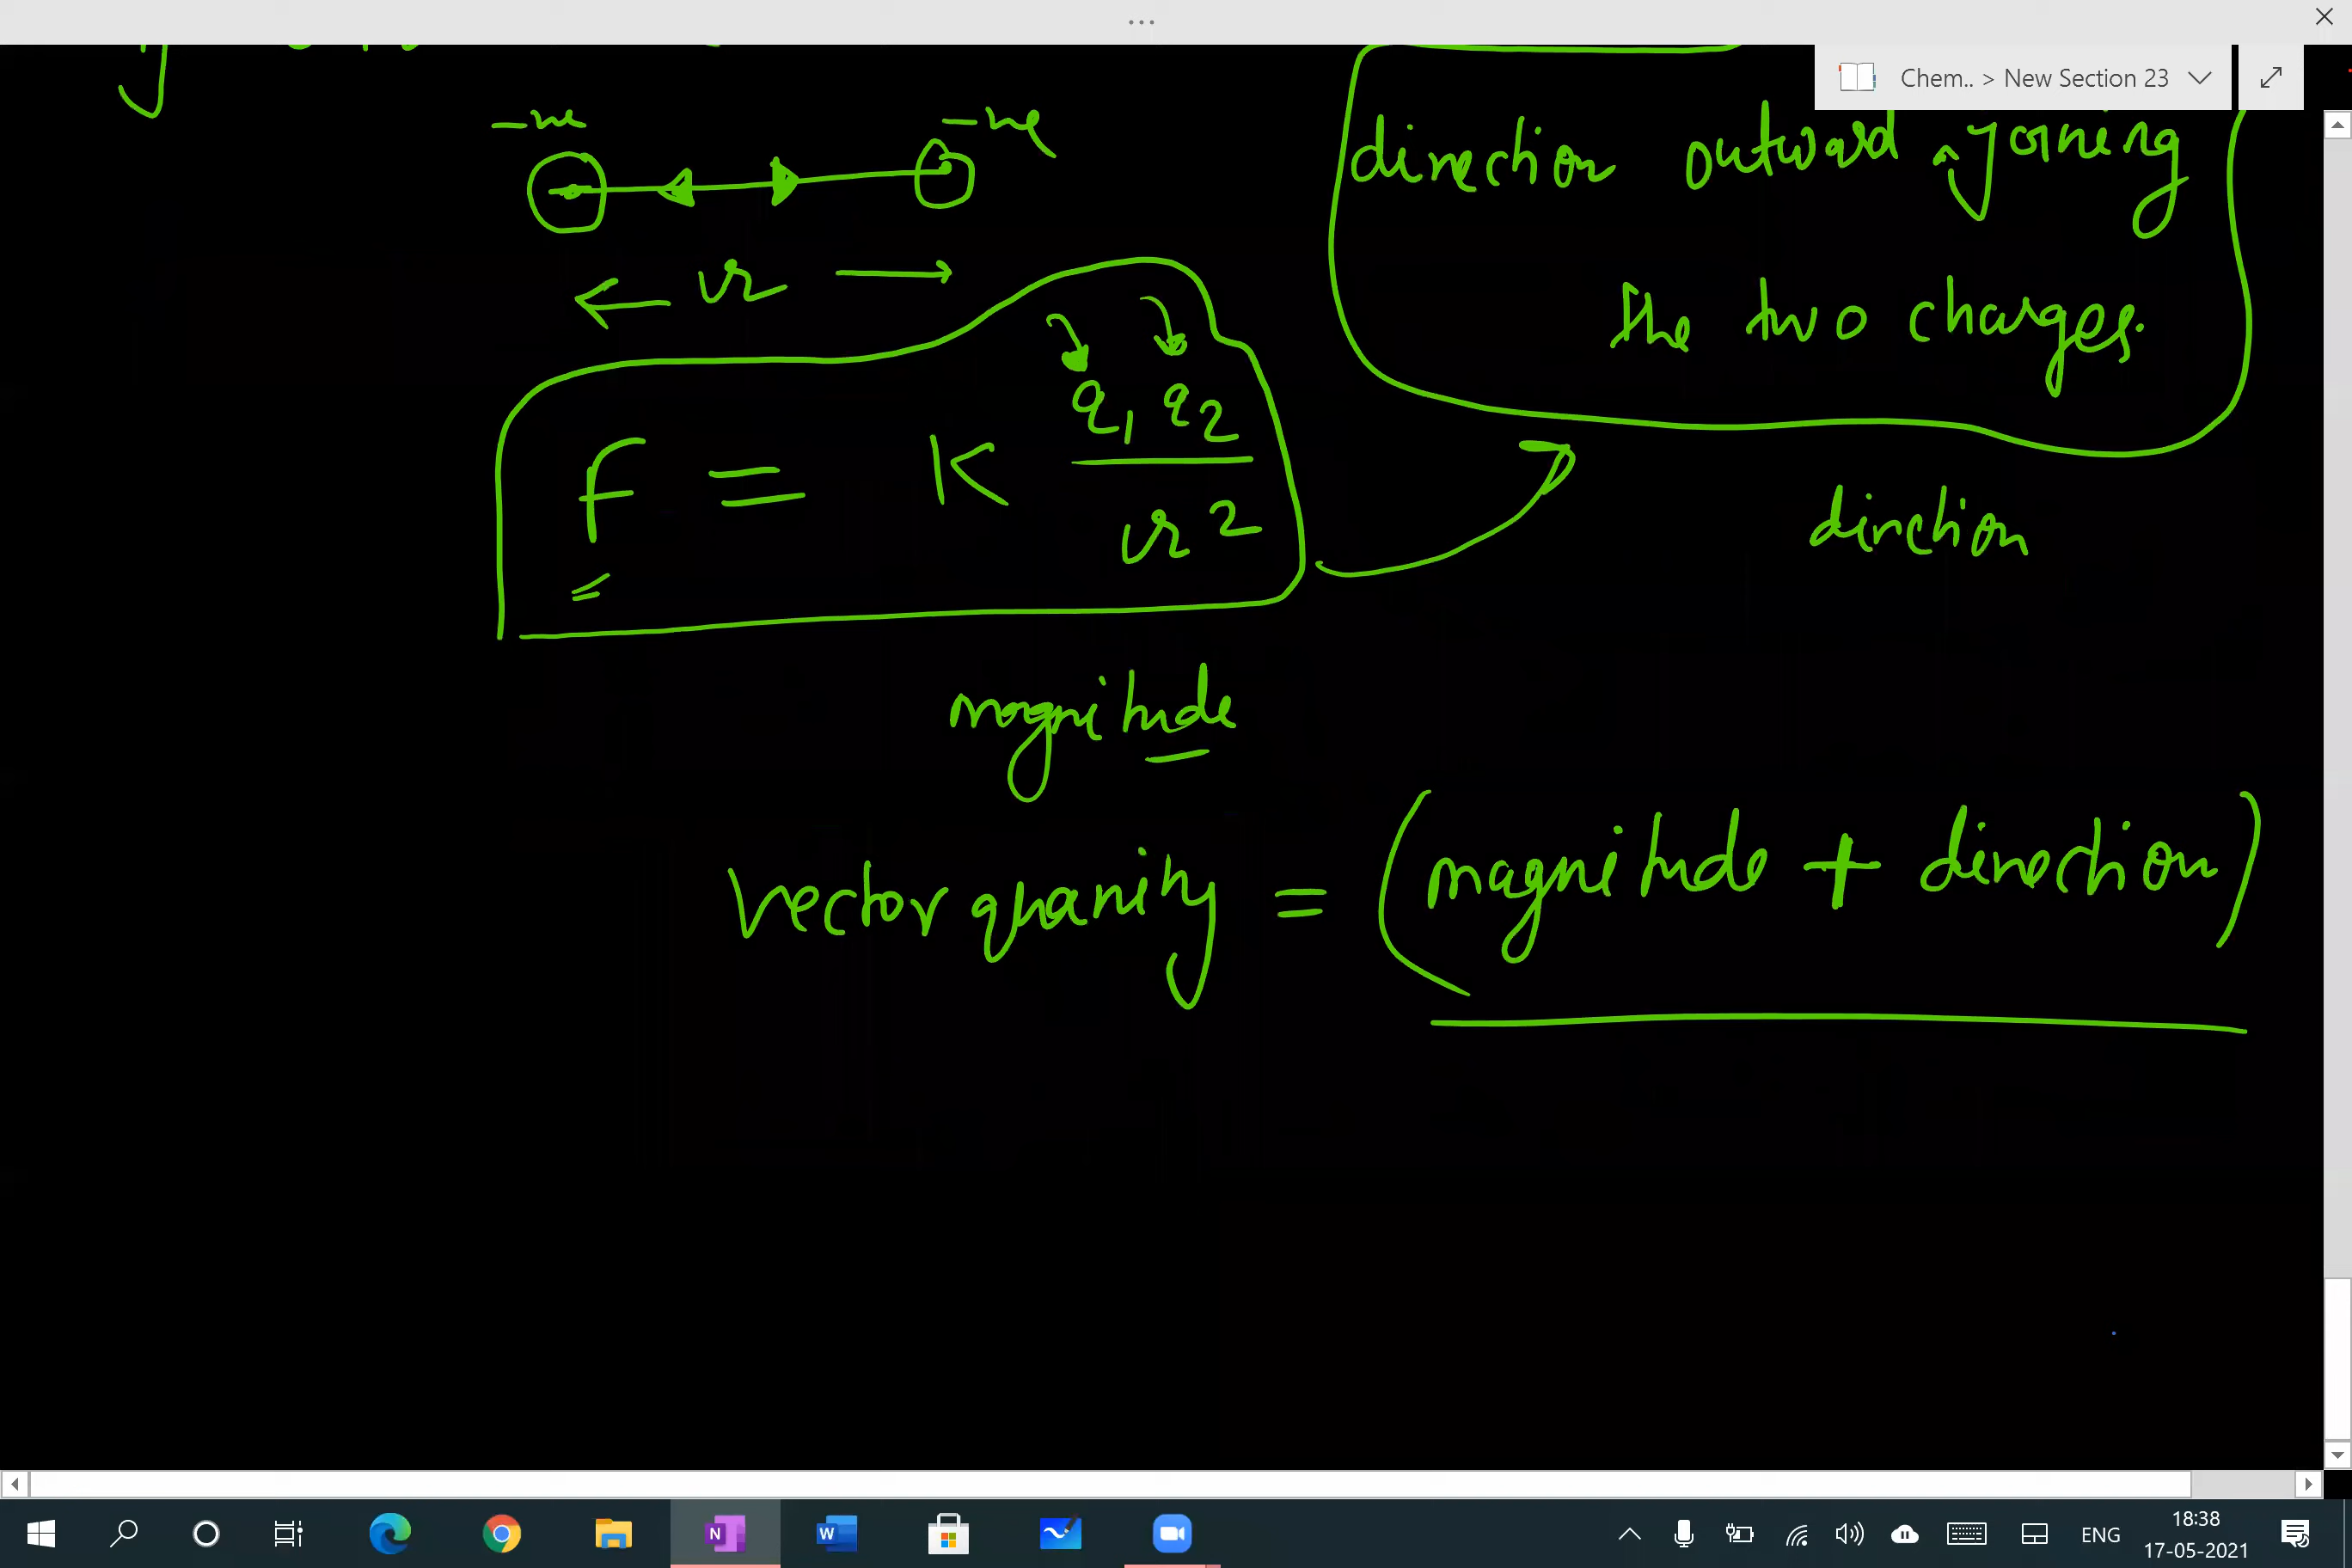 Chem.. > New Section 23
-ve -ve
direction outward joining
← r →
the two charges.
f = K q1 q2
r2
direction
magnitude
vector quanity = (magnitude + direction)
N
W
ENG
18:38
17-05-2021